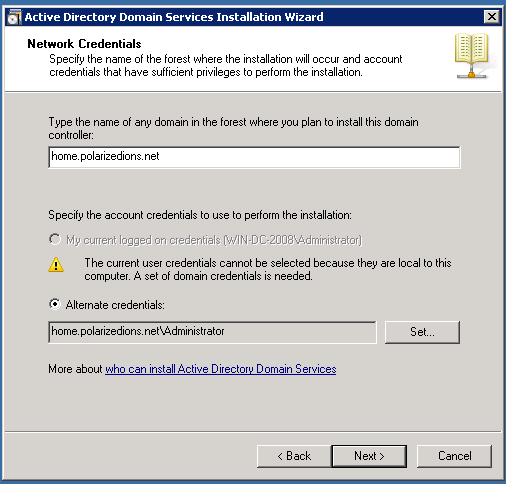 Active Directory Domain Services Installation Wizard
Network Credentials
Specify the name of the forest where the installation will occur and account
credentials that have sufficient privileges to perform the installation.
Type the name of any domain in the forest where you plan to install this domain
controller:
home.polarizedions.net
Specify the account credentials to use to perform the installation:
My current logged on credentials (WIN-DC-2008\Administrator)
The current user credentials cannot be selected because they are local to this
computer. A set of domain credentials is needed.
Alternate credentials:
home.polarizedions.net\Administrator
Set...
More about who can install Active Directory Domain Services
< Back
Next >
Cancel